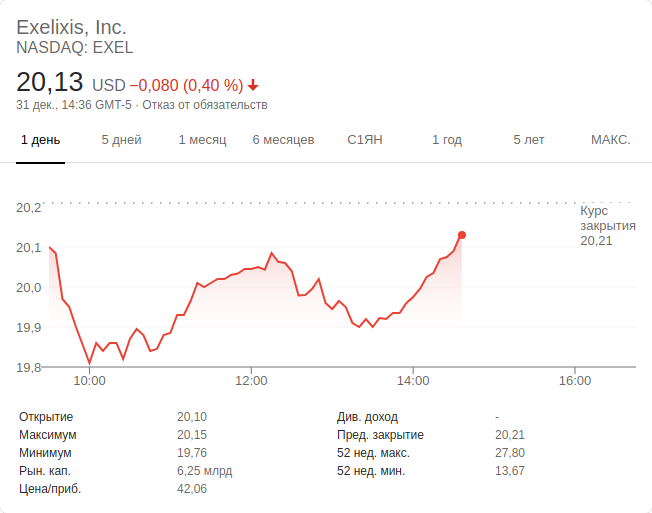 Exelixis, Inc.
NASDAQ: EXEL
20,13 USD −0,080 (0,40 %)
31 дек., 14:36 GMT-5 · Отказ от обязательств
1 день 5 дней 1 месяц 6 месяцев С1ЯН 1 год 5 лет МАКС.
20,2
Курс
закрытия
20,21
20,1
20,0
19,9
19,8
10:00 12:00 14:00 16:00
Открытие 20,10 Див. доход -
Максимум 20,15 Пред. закрытие 20,21
Минимум 19,76 52 нед. макс. 27,80
Рын. кап. 6,25 млрд 52 нед. мин. 13,67
Цена/приб. 42,06